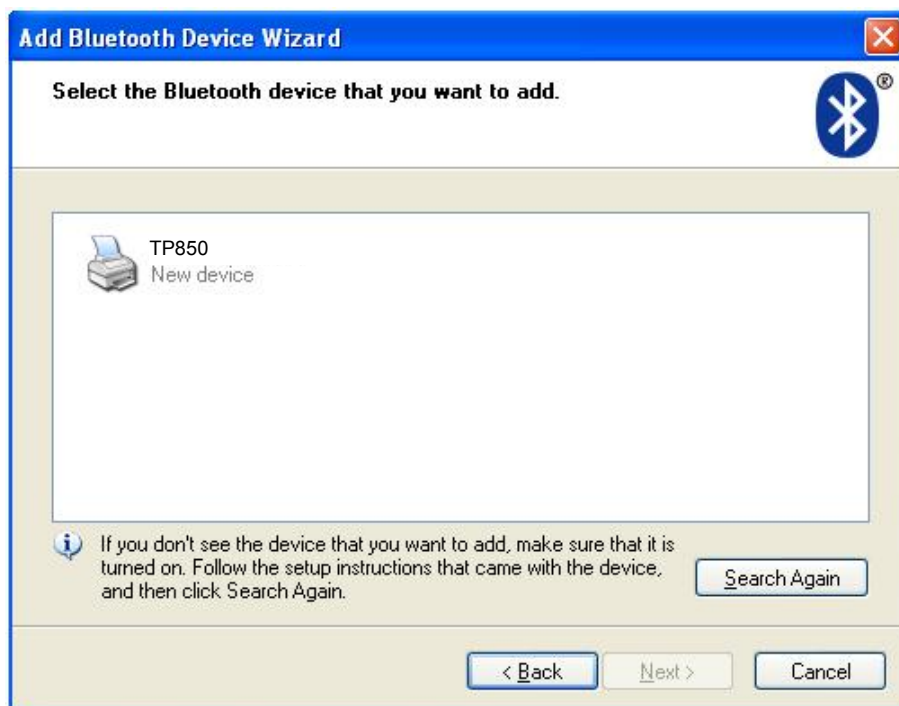 Add Bluetooth Device Wizard
Select the Bluetooth device that you want to add.
®
TP850
New device
If you don't see the device that you want to add, make sure that it is
turned on. Follow the setup instructions that came with the device,
and then click Search Again.
Search Again
< Back
Next >
Cancel